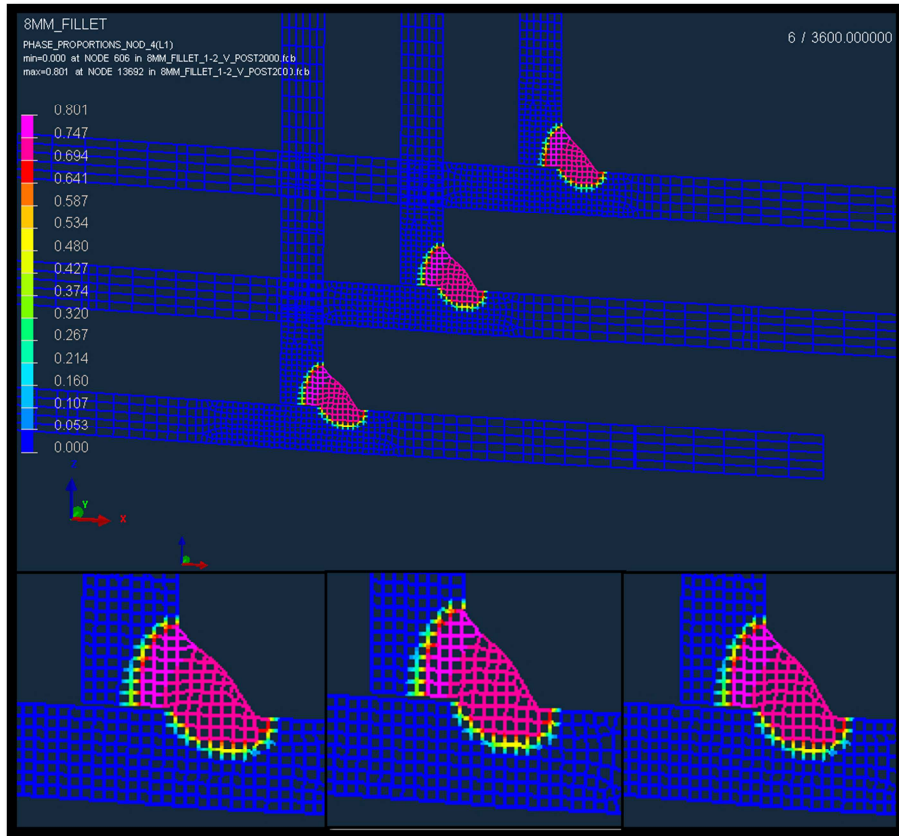 8MM_FILLET
PHASE_PROPORTIONS_NOD_4(L1)
min=0.000 at NODE 606 in 8MM_FILLET_1-2_V_POST2000.fdb
max=0.801 at NODE 13692 in 8MM_FILLET_1-2_V_POST2000.fdb
6 / 3600.000000
0.801
0.747
0.694
0.641
0.587
0.534
0.480
0.427
0.374
0.320
0.267
0.214
0.160
0.107
0.053
0.000
Z
Y
X